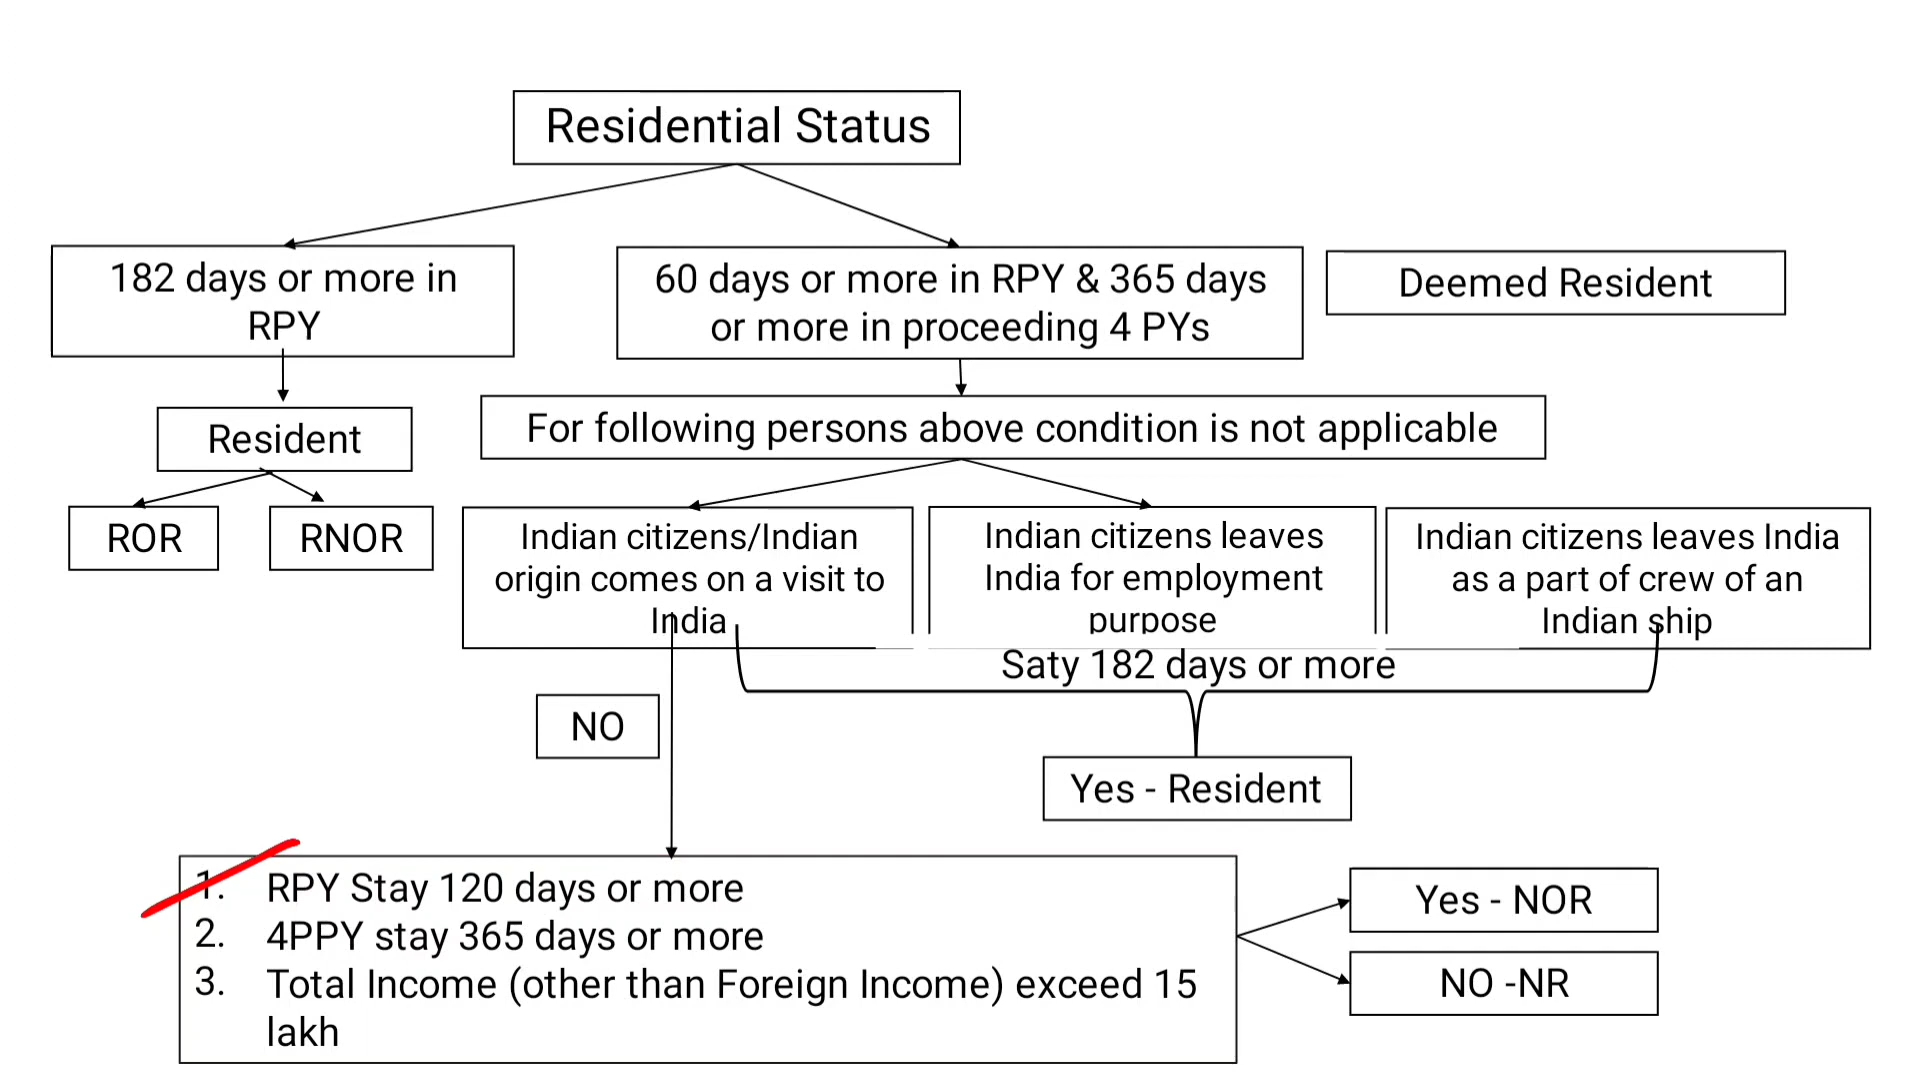 Residential Status
182 days or more in
RPY
60 days or more in RPY & 365 days
or more in proceeding 4 PYs
Deemed Resident
Resident
For following persons above condition is not applicable
ROR
RNOR
Indian citizens/Indian
origin comes on a visit to
India
Indian citizens leaves
India for employment
purpose
Indian citizens leaves India
as a part of crew of an
Indian ship
Saty 182 days or more
NO
Yes - Resident
1. RPY Stay 120 days or more
2. 4PPY stay 365 days or more
3. Total Income (other than Foreign Income) exceed 15
lakh
Yes - NOR
NO -NR